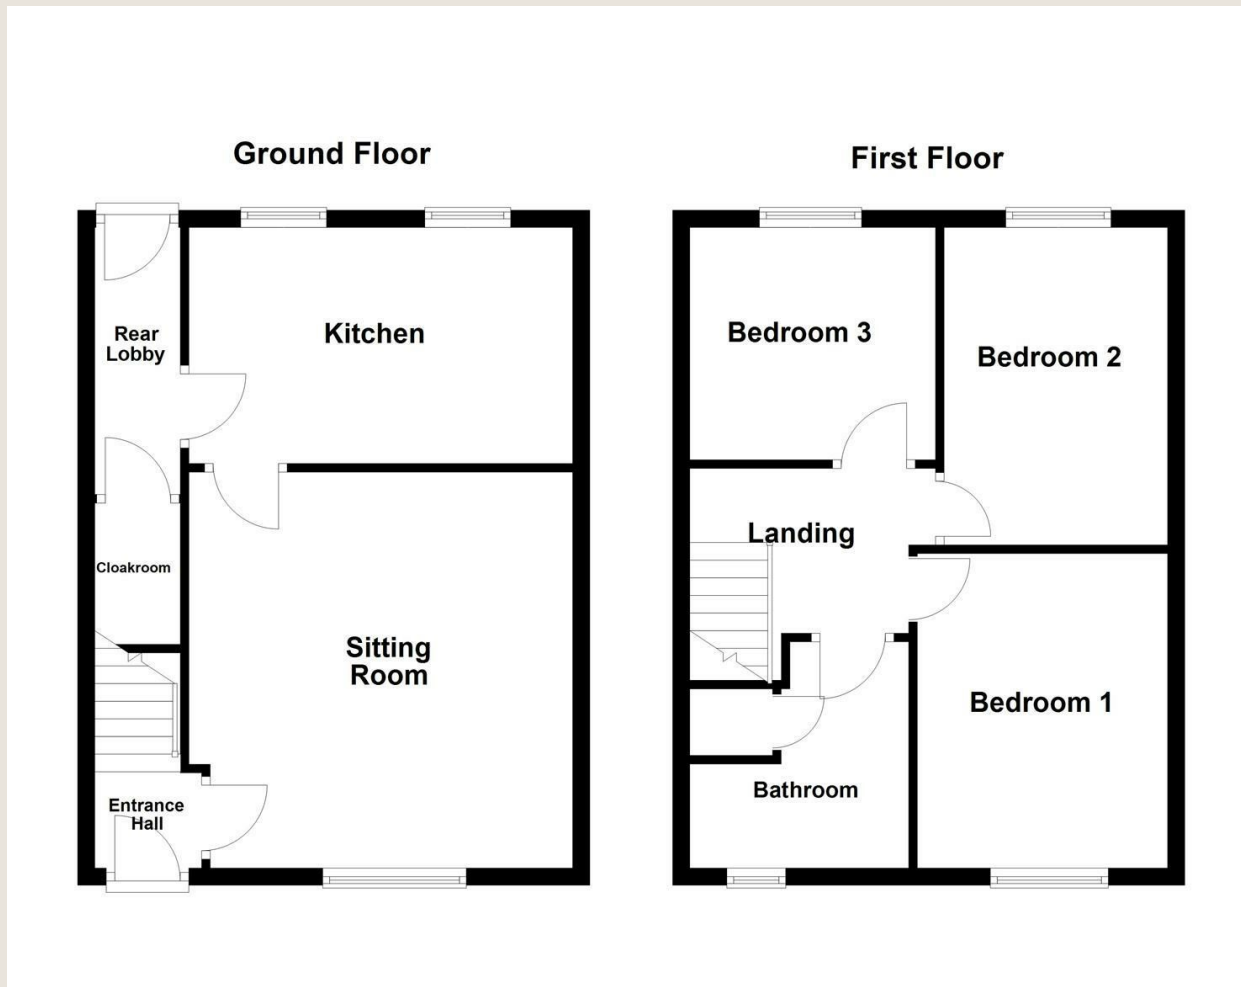 Ground Floor
Rear
Lobby
Kitchen
Cloakroom
Sitting
Room
Entrance
Hall
First Floor
Bedroom 3
Bedroom 2
Landing
Bedroom 1
Bathroom